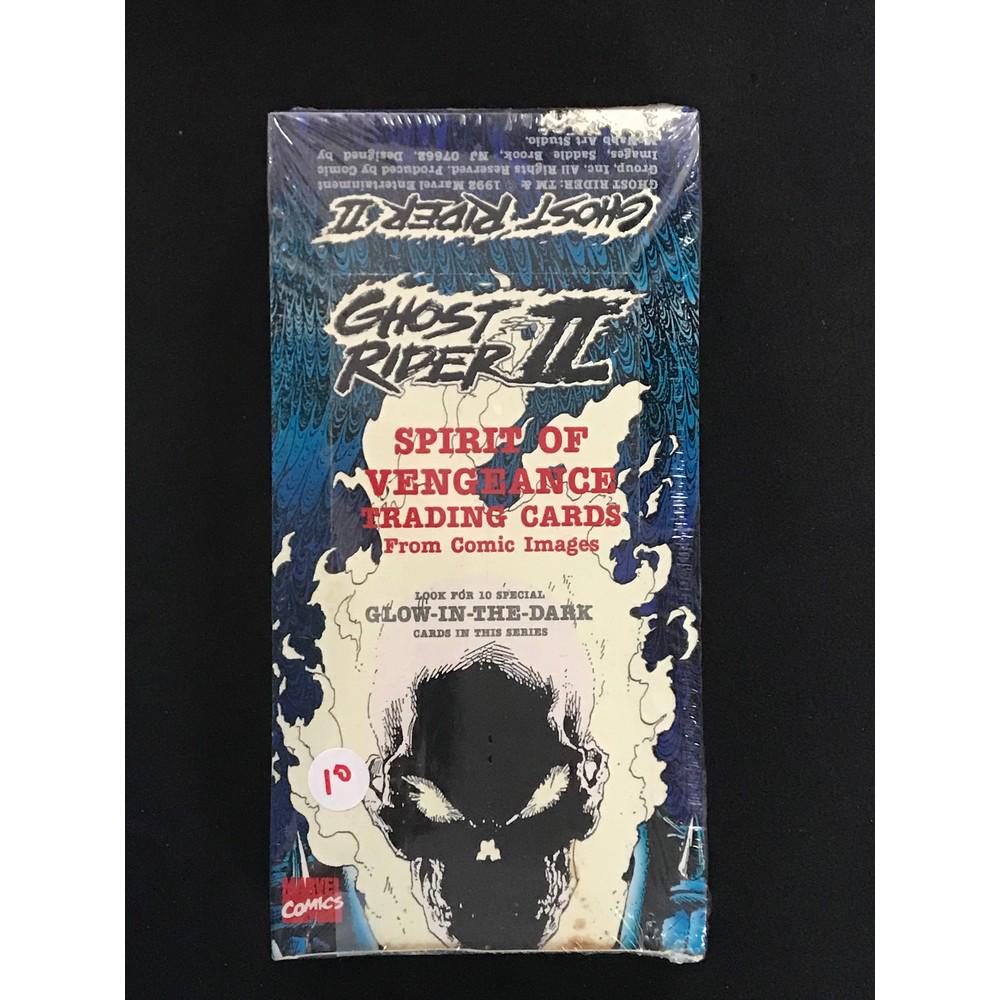 GHOST RIDER II
GHOST RIDER: TM & © 1992 Marvel Entertainment
Group, Inc. All Rights Reserved. Produced by Comic
Images, Saddle Brook, NJ 07662. Designed by
McNabb Art Studio.
GHOST
RIDER II
SPIRIT OF
VENGEANCE
TRADING CARDS
From Comic Images
LOOK FOR 10 SPECIAL
GLOW-IN-THE-DARK
CARDS IN THIS SERIES
10
MARVEL
COMICS